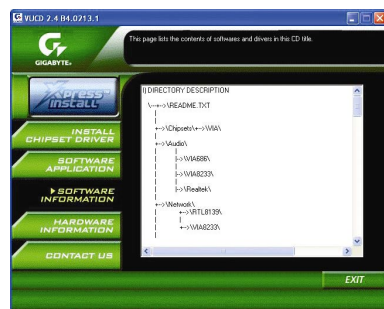 VUCD 2.4 B4.0213.1
GIGABYTE™
This page lists the contents of softwares and drivers in this CD title.
Xpress™
INSTALL
INSTALL
CHIPSET DRIVER
SOFTWARE
APPLICATION
SOFTWARE
INFORMATION
HARDWARE
INFORMATION
CONTACT US
I) DIRECTORY DESCRIPTION
\---+-->\README.TXT
|
+-->\Chipsets\+-->\VIA\
|
+-->\Audio\
| |-->\VIA686\
| |
| |-->\VIA8233\
| |
| |-->\Realtek\
|
+-->\Network\
| +-->\RTL8139\
| |
| +-->\VIA8233\
|
EXIT